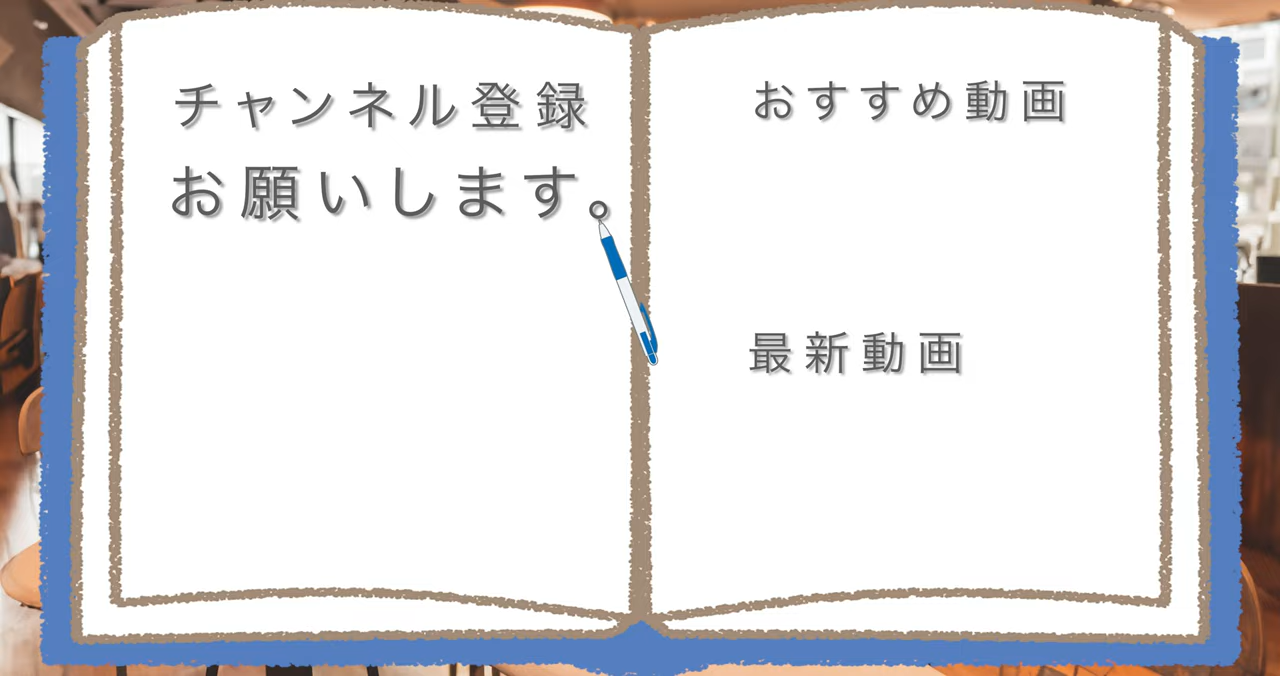 チャンネル登録
お願いします。
おすすめ動画
最新動画